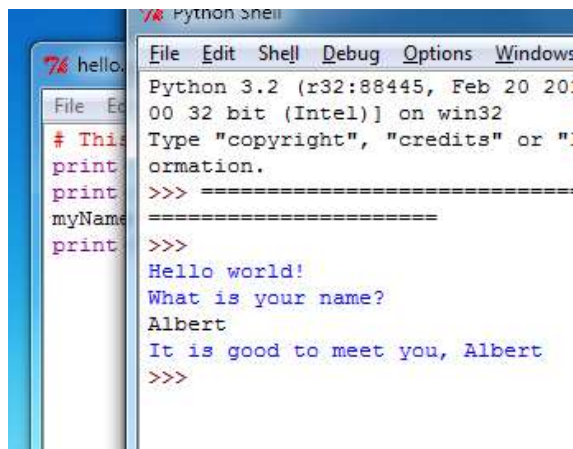 Python Shell
File Edit Shell Debug Options Windows
Python 3.2 (r32:88445, Feb 20 201
00 32 bit (Intel)] on win32
Type "copyright", "credits" or "l
ormation.
>>> =============================
======================
>>>
Hello world!
What is your name?
Albert
It is good to meet you, Albert
>>>
hello.
File Ed
# This
print
print
myName
print